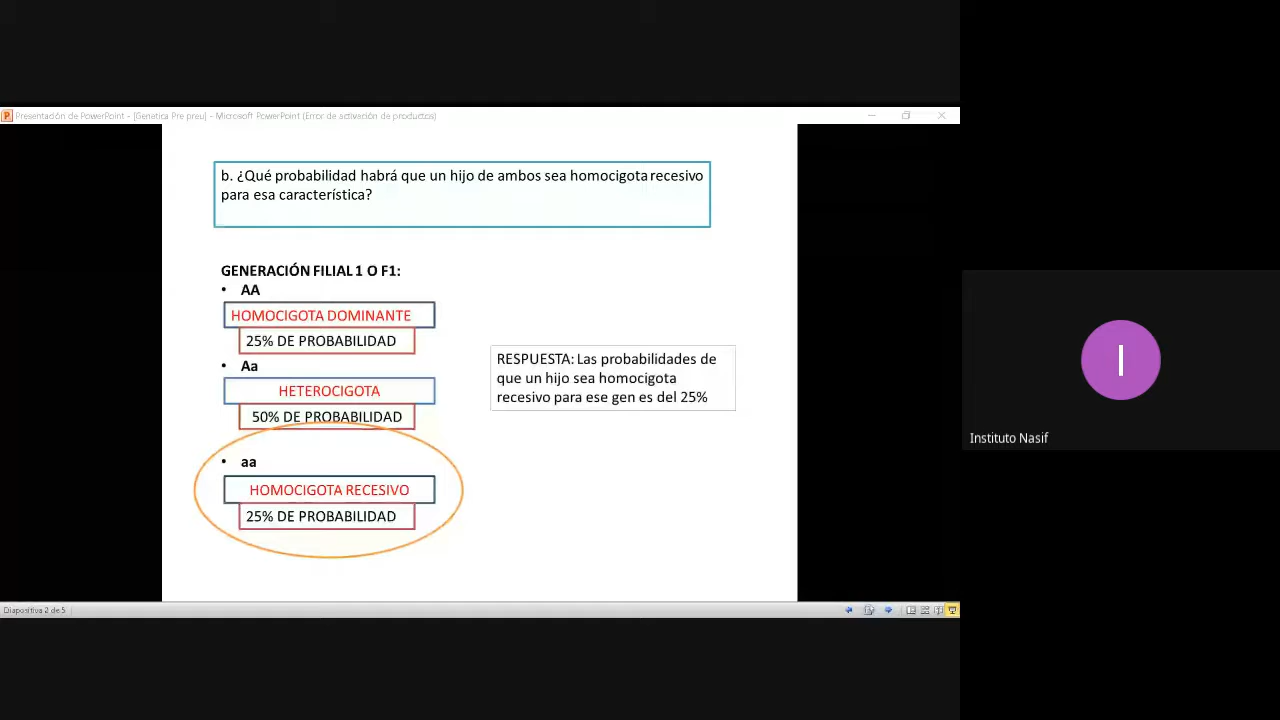 Presentación de PowerPoint - [Genetica Pre preu] - Microsoft PowerPoint (Error de activación de productos)
b. ¿Qué probabilidad habrá que un hijo de ambos sea homocigota recesivo
para esa característica?
GENERACIÓN FILIAL 1 O F1:
• AA
HOMOCIGOTA DOMINANTE
25% DE PROBABILIDAD
• Aa
HETEROCIGOTA
50% DE PROBABILIDAD
• aa
HOMOCIGOTA RECESIVO
25% DE PROBABILIDAD
RESPUESTA: Las probabilidades de
que un hijo sea homocigota
recesivo para ese gen es del 25%
I
Instituto Nasif
Diapositiva 2 de 5